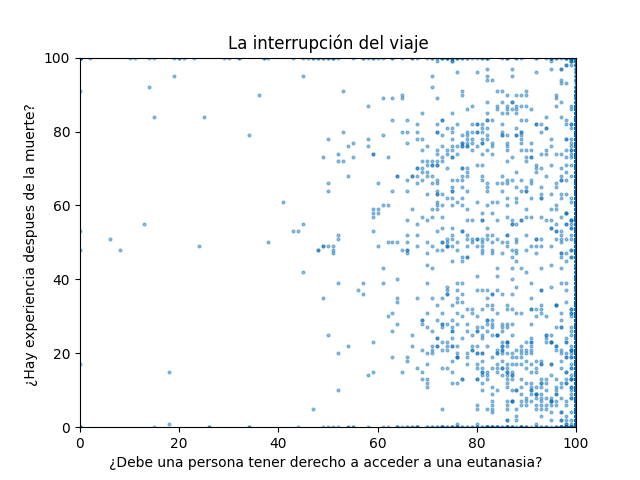 La interrupción del viaje
100
80
60
40
20
0
¿Hay experiencia despues de la muerte?
0 20 40 60 80 100
¿Debe una persona tener derecho a acceder a una eutanasia?